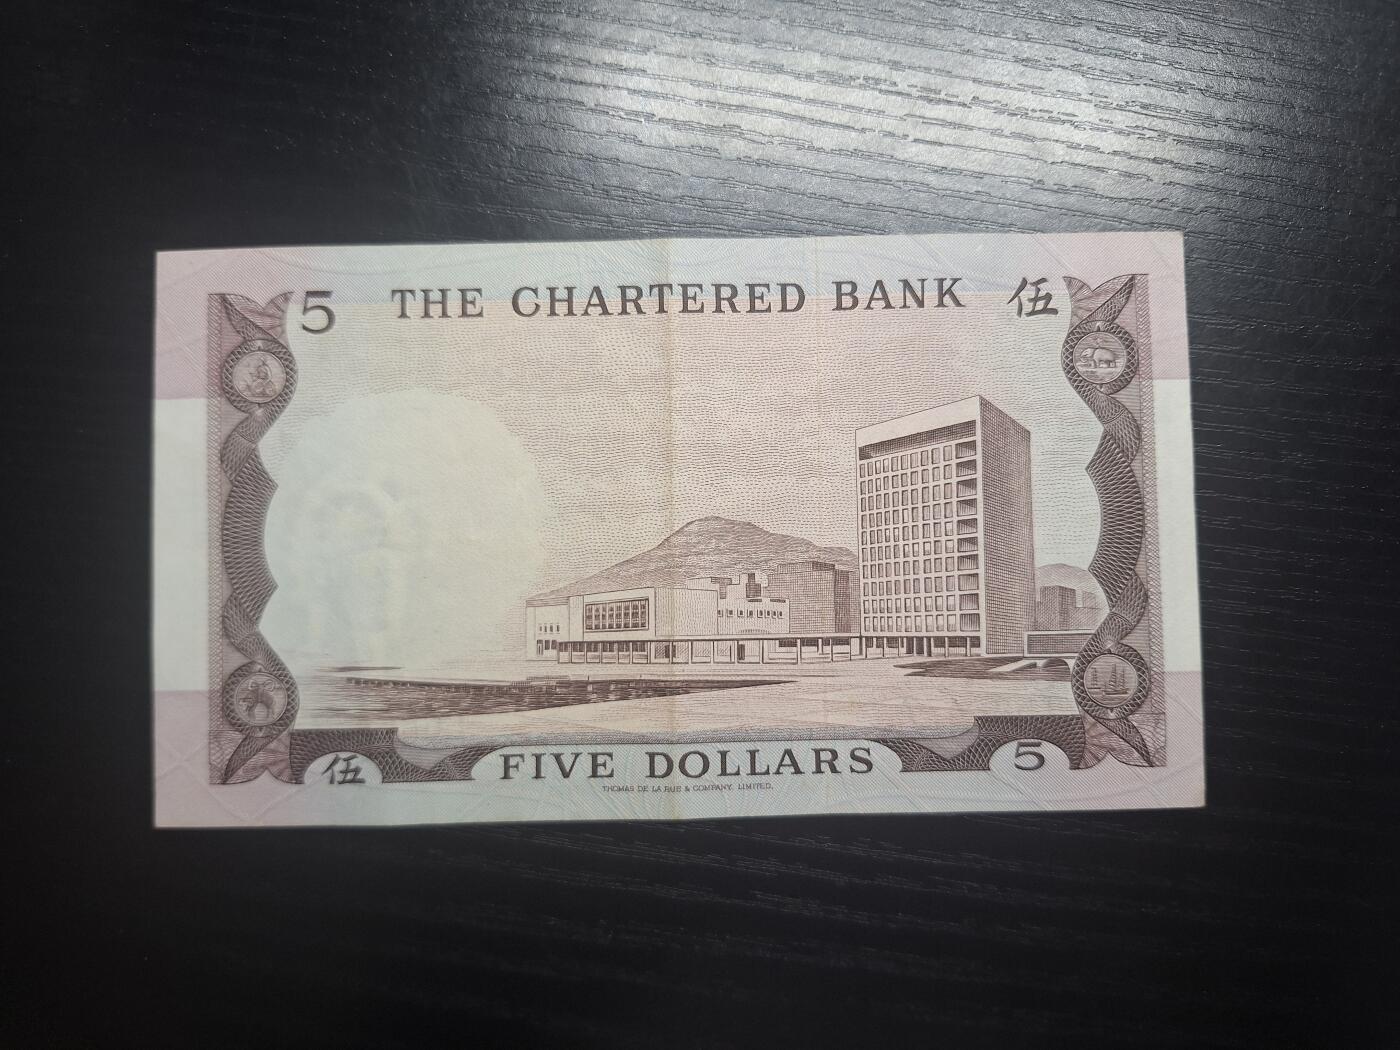 5 THE CHARTERED BANK 伍
伍 FIVE DOLLARS 5
THOMAS DE LA RUE & COMPANY, LIMITED.